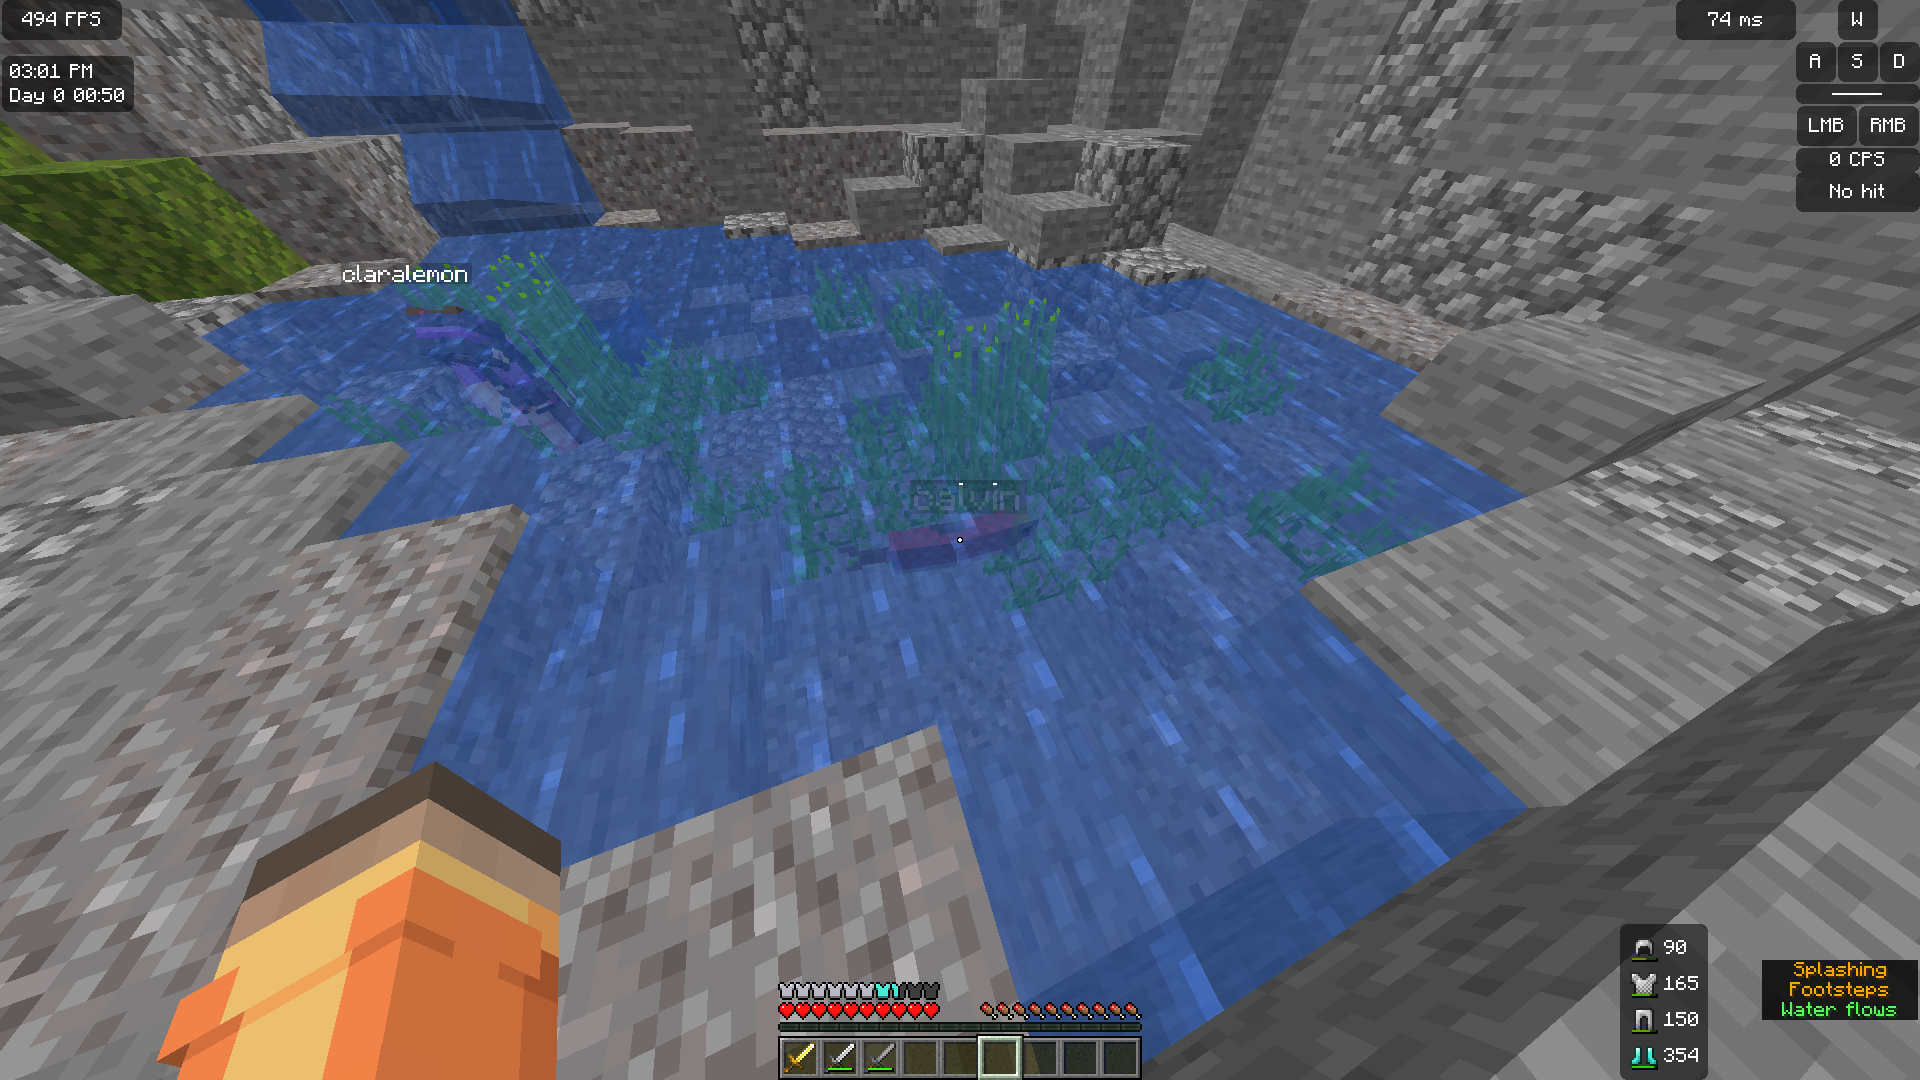 494 FPS
03:01 PM
Day 0 00:50
74 ms
W
A S D
LMB RMB
0 CPS
No hit
claralemon
calvin
90
165
150
354
Splashing
Footsteps
Water flows